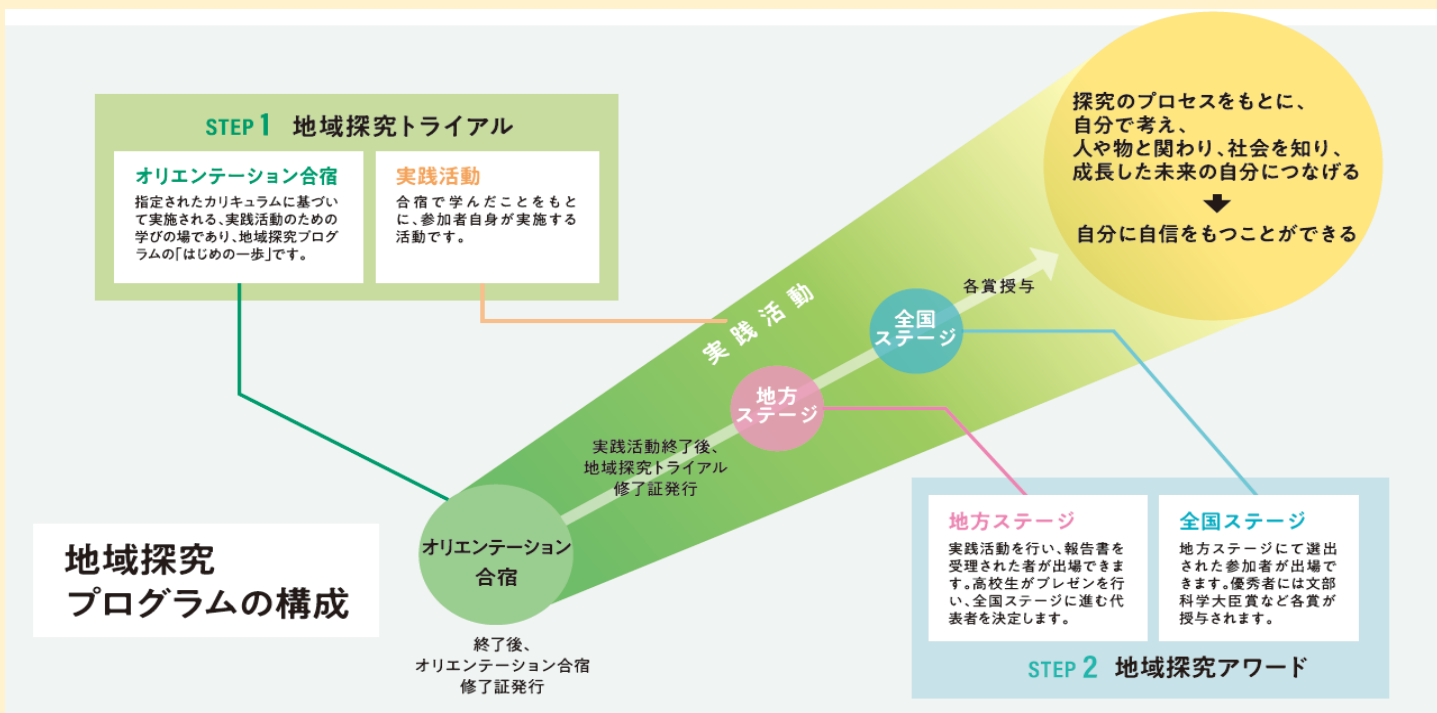 STEP 1 地域探究トライアル
オリエンテーション合宿
指定されたカリキュラムに基づい
て実施される、実践活動のための
学びの場であり、地域探究プログ
ラムの「はじめの一歩」です。
実践活動
合宿で学んだことをもと
に、参加者自身が実施する
活動です。
探究のプロセスをもとに、
自分で考え、
人や物と関わり、社会を知り、
成長した未来の自分につなげる
自分に自信をもつことができる
各賞授与
実践活動
全国
ステージ
地方
ステージ
実践活動終了後、
地域探究トライアル
修了証発行
オリエンテーション
合宿
終了後、
オリエンテーション合宿
修了証発行
地域探究
プログラムの構成
地方ステージ
実践活動を行い、報告書を
受理された者が出場できま
す。高校生がプレゼンを行
い、全国ステージに進む代
表者を決定します。
全国ステージ
地方ステージにて選出
された参加者が出場で
きます。優秀者には文部
科学大臣賞など各賞が
授与されます。
STEP 2 地域探究アワード